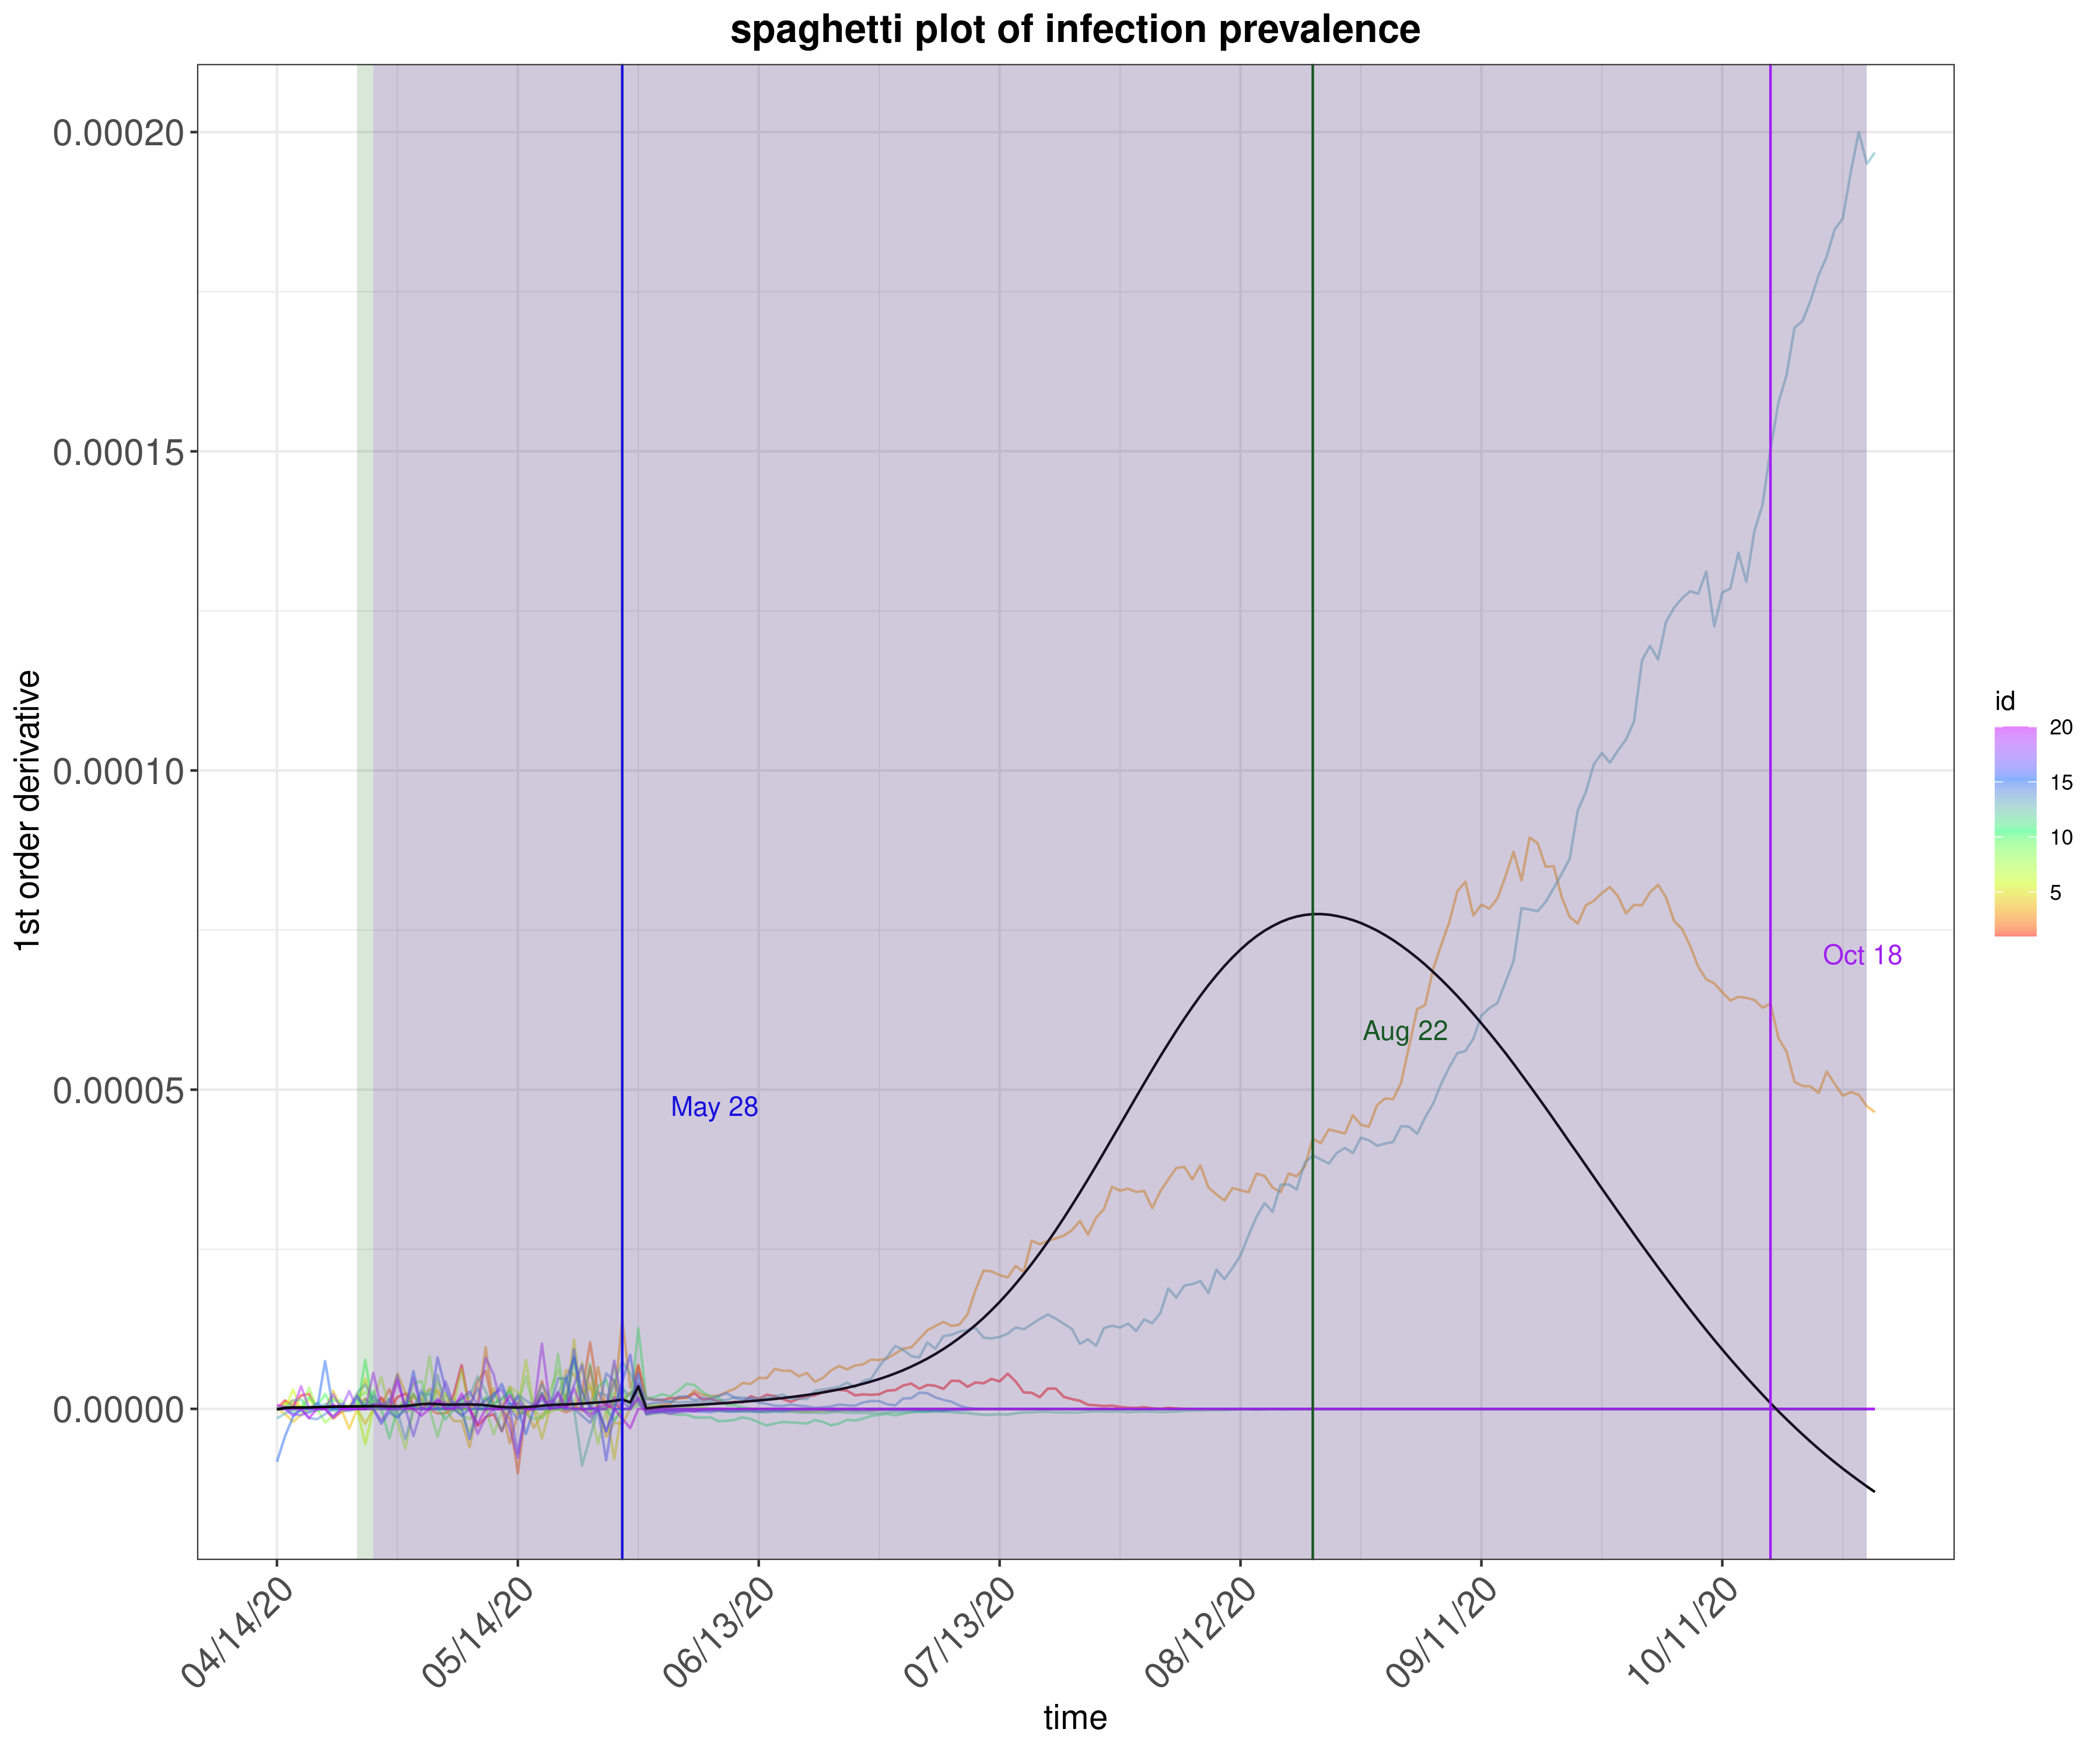 spaghetti plot of infection prevalence
1st order derivative
0.00020
0.00015
0.00010
0.00005
0.00000
May 28
Aug 22
Oct 18
id
20
15
10
5
04/14/20
05/14/20
06/13/20
07/13/20
08/12/20
09/11/20
10/11/20
time